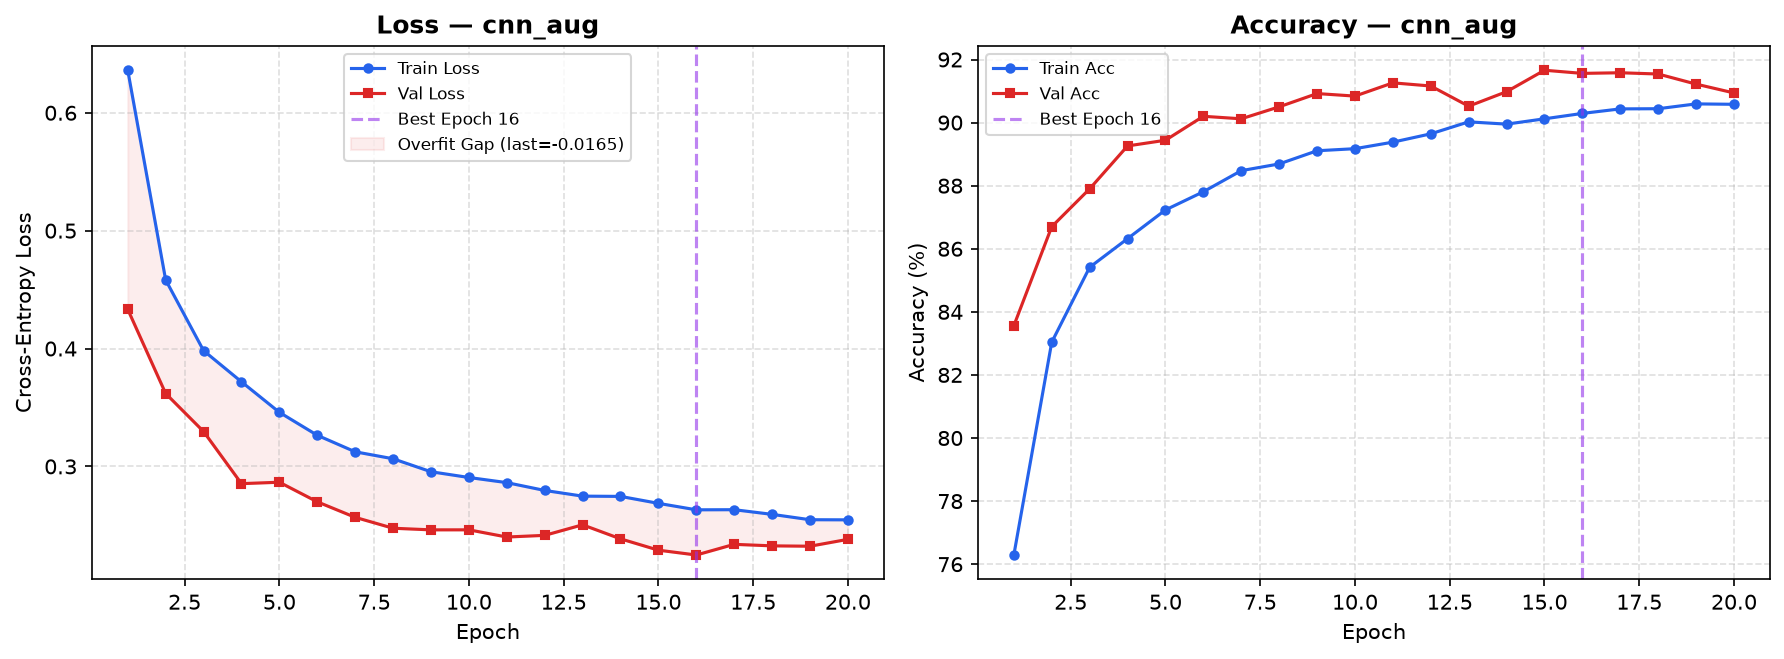 Loss — cnn_aug
Train Loss
Val Loss
Best Epoch 16
Overfit Gap (last=-0.0165)
Cross-Entropy Loss
0.6
0.5
0.4
0.3
2.5 5.0 7.5 10.0 12.5 15.0 17.5 20.0
Epoch
Accuracy — cnn_aug
Train Acc
Val Acc
Best Epoch 16
Accuracy (%)
92
90
88
86
84
82
80
78
76
2.5 5.0 7.5 10.0 12.5 15.0 17.5 20.0
Epoch